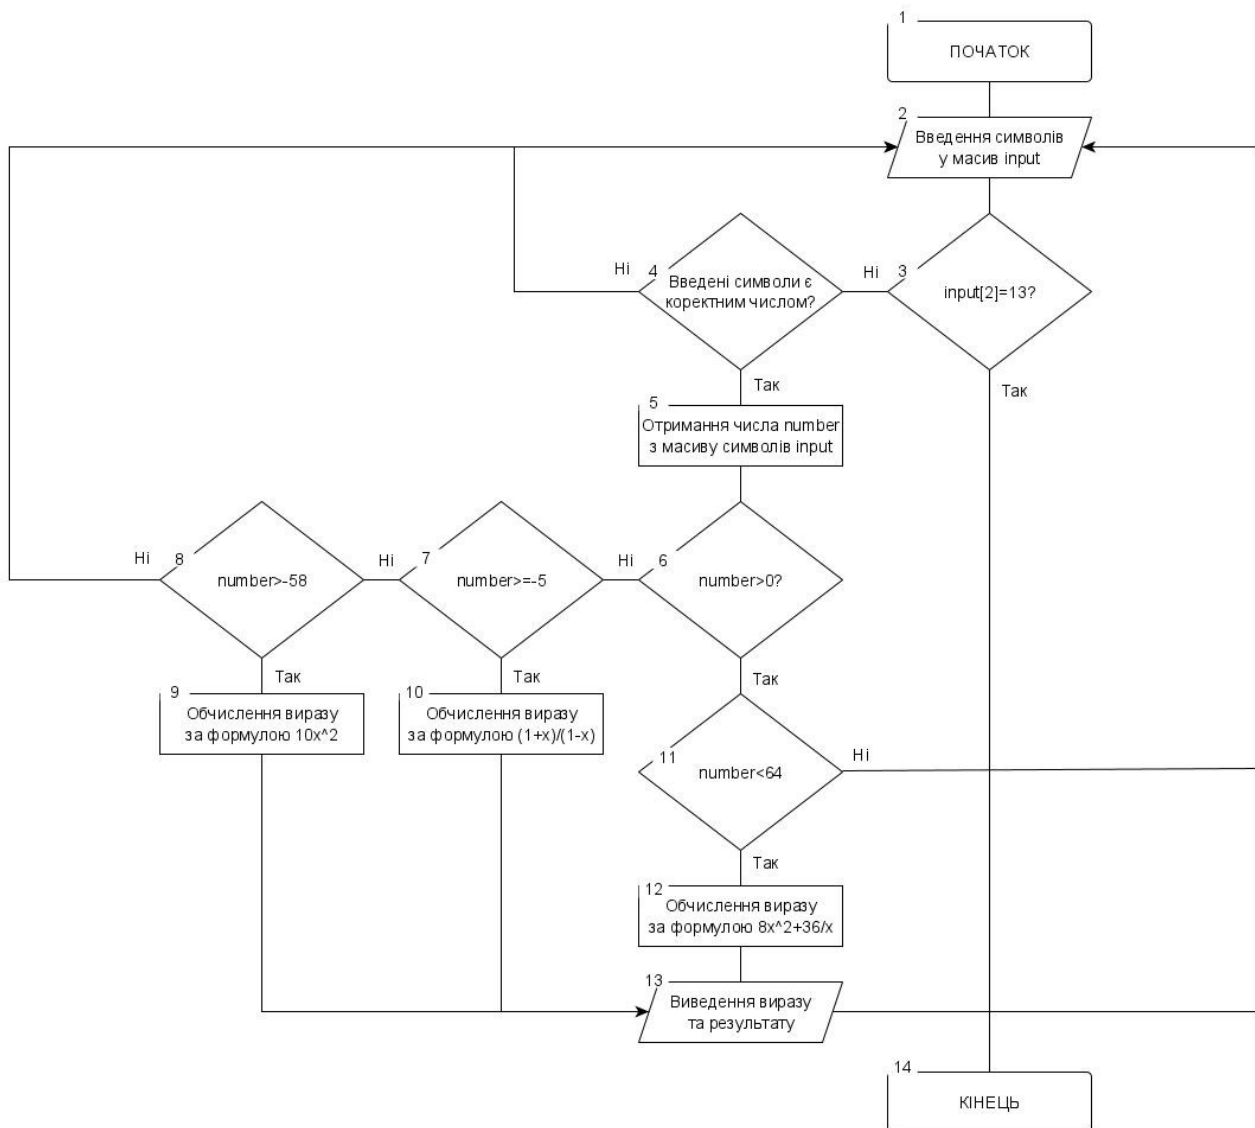 1
ПОЧАТОК
2
Введення символів
у масив input
Ні
4
Введені символи є
коректним числом?
Ні
3
input[2]=13?
Так
Так
5
Отримання числа number
з масиву символів input
Ні
8
number>-58
Ні
7
number>=-5
Ні
6
number>0?
Так
Так
Так
9
Обчислення виразу
за формулою 10x^2
10
Обчислення виразу
за формулою (1+x)/(1-x)
11
number<64
Ні
Так
12
Обчислення виразу
за формулою 8x^2+36/x
13
Виведення виразу
та результату
14
КІНЕЦЬ